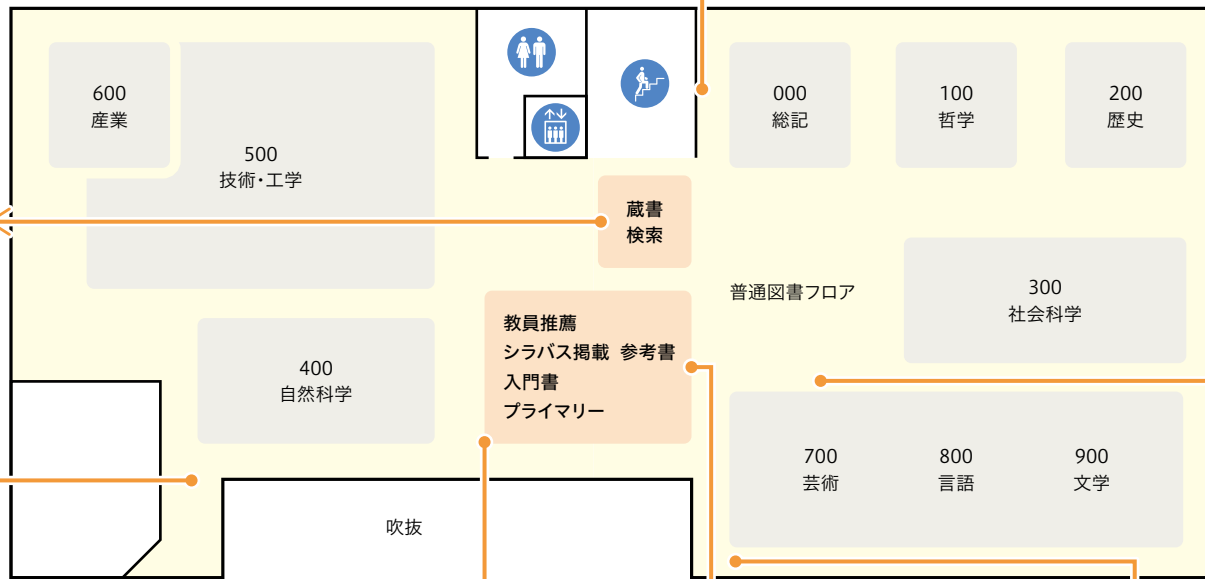 600
産業
500
技術・工学
000
総記
100
哲学
200
歴史
蔵書
検索
普通図書フロア
300
社会科学
教員推薦
シラバス掲載 参考書
入門書
プライマリー
400
自然科学
700
芸術
800
言語
900
文学
吹抜